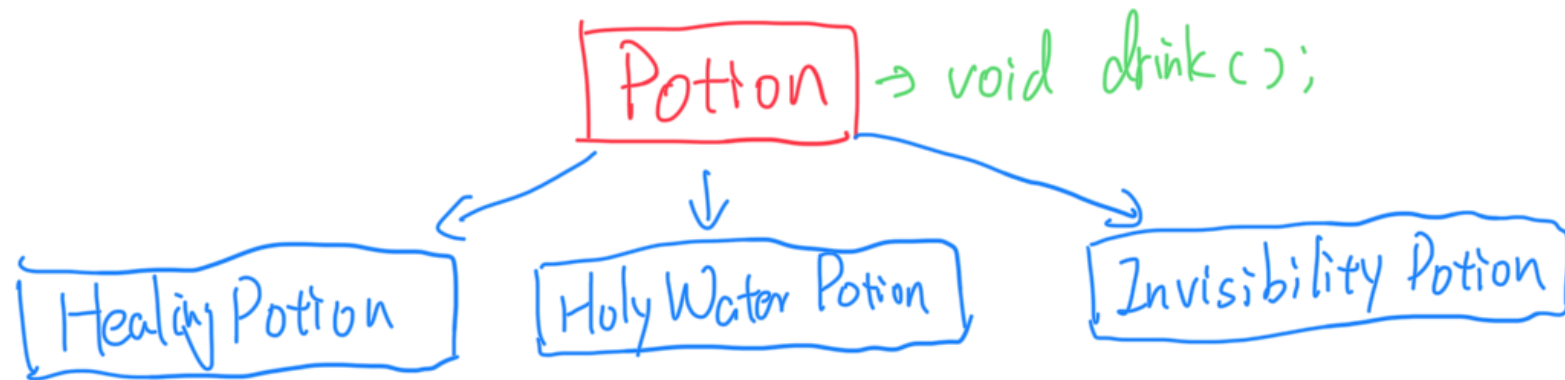 Potion → void drink();
Healing Potion
Holy Water Potion
Invisibility Potion